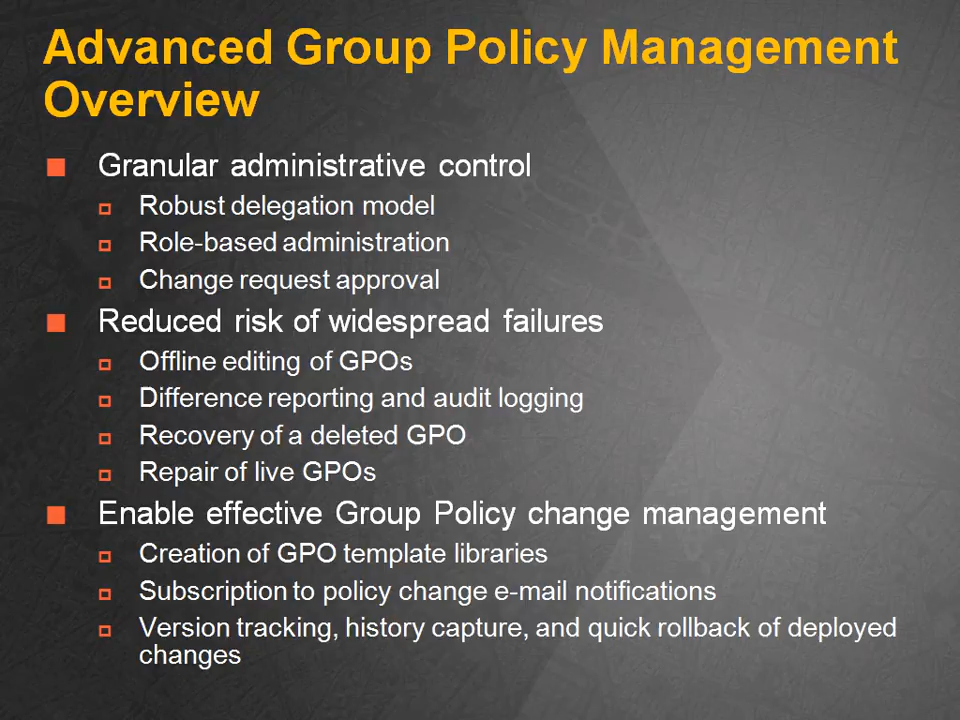 Advanced Group Policy Management
Overview
Granular administrative control
Robust delegation model
Role-based administration
Change request approval
Reduced risk of widespread failures
Offline editing of GPOs
Difference reporting and audit logging
Recovery of a deleted GPO
Repair of live GPOs
Enable effective Group Policy change management
Creation of GPO template libraries
Subscription to policy change e-mail notifications
Version tracking, history capture, and quick rollback of deployed
changes